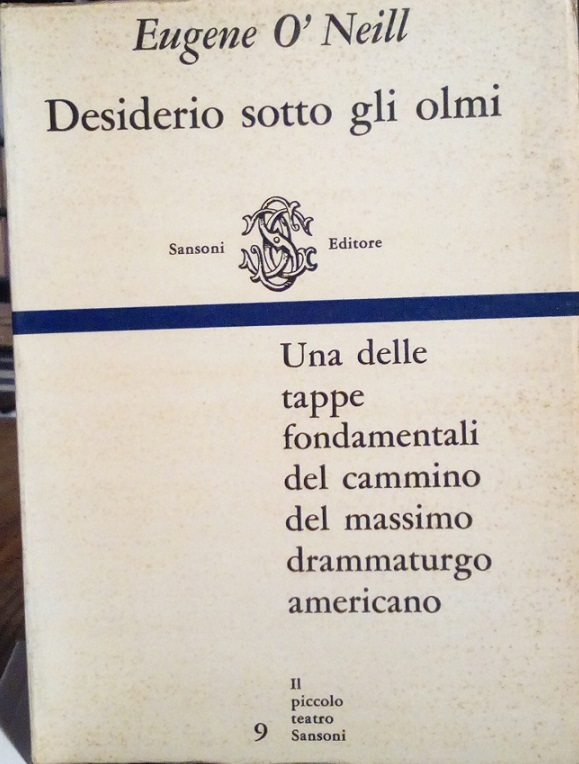 Eugene O' Neill
Desiderio sotto gli olmi
Sansoni Editore
Una delle
tappe
fondamentali
del cammino
del massimo
drammaturgo
americano
Il
piccolo
teatro
9 Sansoni